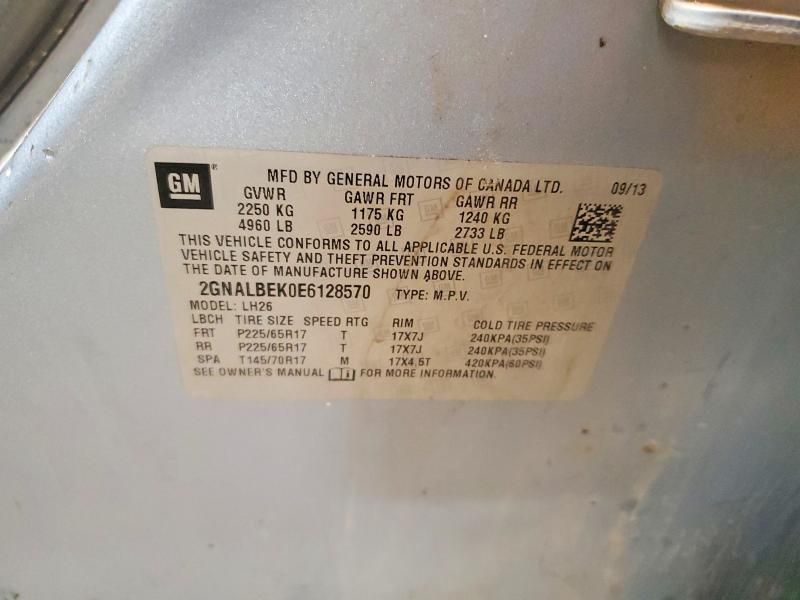 GM®
MFD BY GENERAL MOTORS OF CANADA LTD. 09/13
GVWR GAWR FRT GAWR RR
2250 KG 1175 KG 1240 KG
4960 LB 2590 LB 2733 LB
THIS VEHICLE CONFORMS TO ALL APPLICABLE U.S. FEDERAL MOTOR
VEHICLE SAFETY AND THEFT PREVENTION STANDARDS IN EFFECT ON
THE DATE OF MANUFACTURE SHOWN ABOVE.
2GNALBEK0E6128570 TYPE: M.P.V.
MODEL: LH26
LBCH TIRE SIZE SPEED RTG RIM COLD TIRE PRESSURE
FRT P225/65R17 T 17X7J 240KPA(35PSI)
RR P225/65R17 T 17X7J 240KPA(35PSI)
SPA T145/70R17 M 17X4.5T 420KPA(60PSI)
SEE OWNER'S MANUAL FOR MORE INFORMATION.